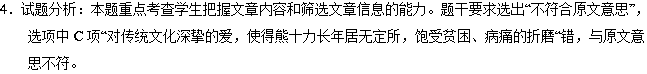 4．试题分析：本题重点考查学生把握文章内容和筛选文章信息的能力。题干要求选出“不符合原文意思”，
选项中 C 项“对传统文化深挚的爱，使得熊十力长年居无定所，饱受贫困、病痛的折磨“错，与原文意
思不符。